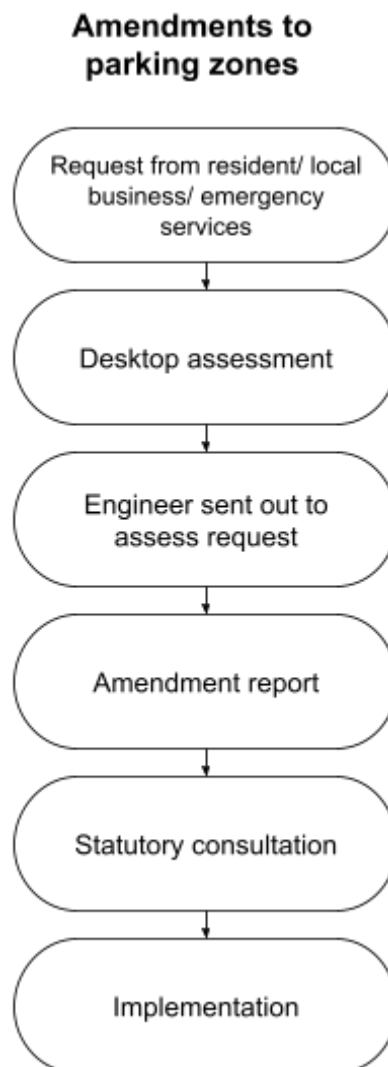 Amendments to
parking zones
Request from resident/ local
business/ emergency
services
Desktop assessment
Engineer sent out to
assess request
Amendment report
Statutory consultation
Implementation